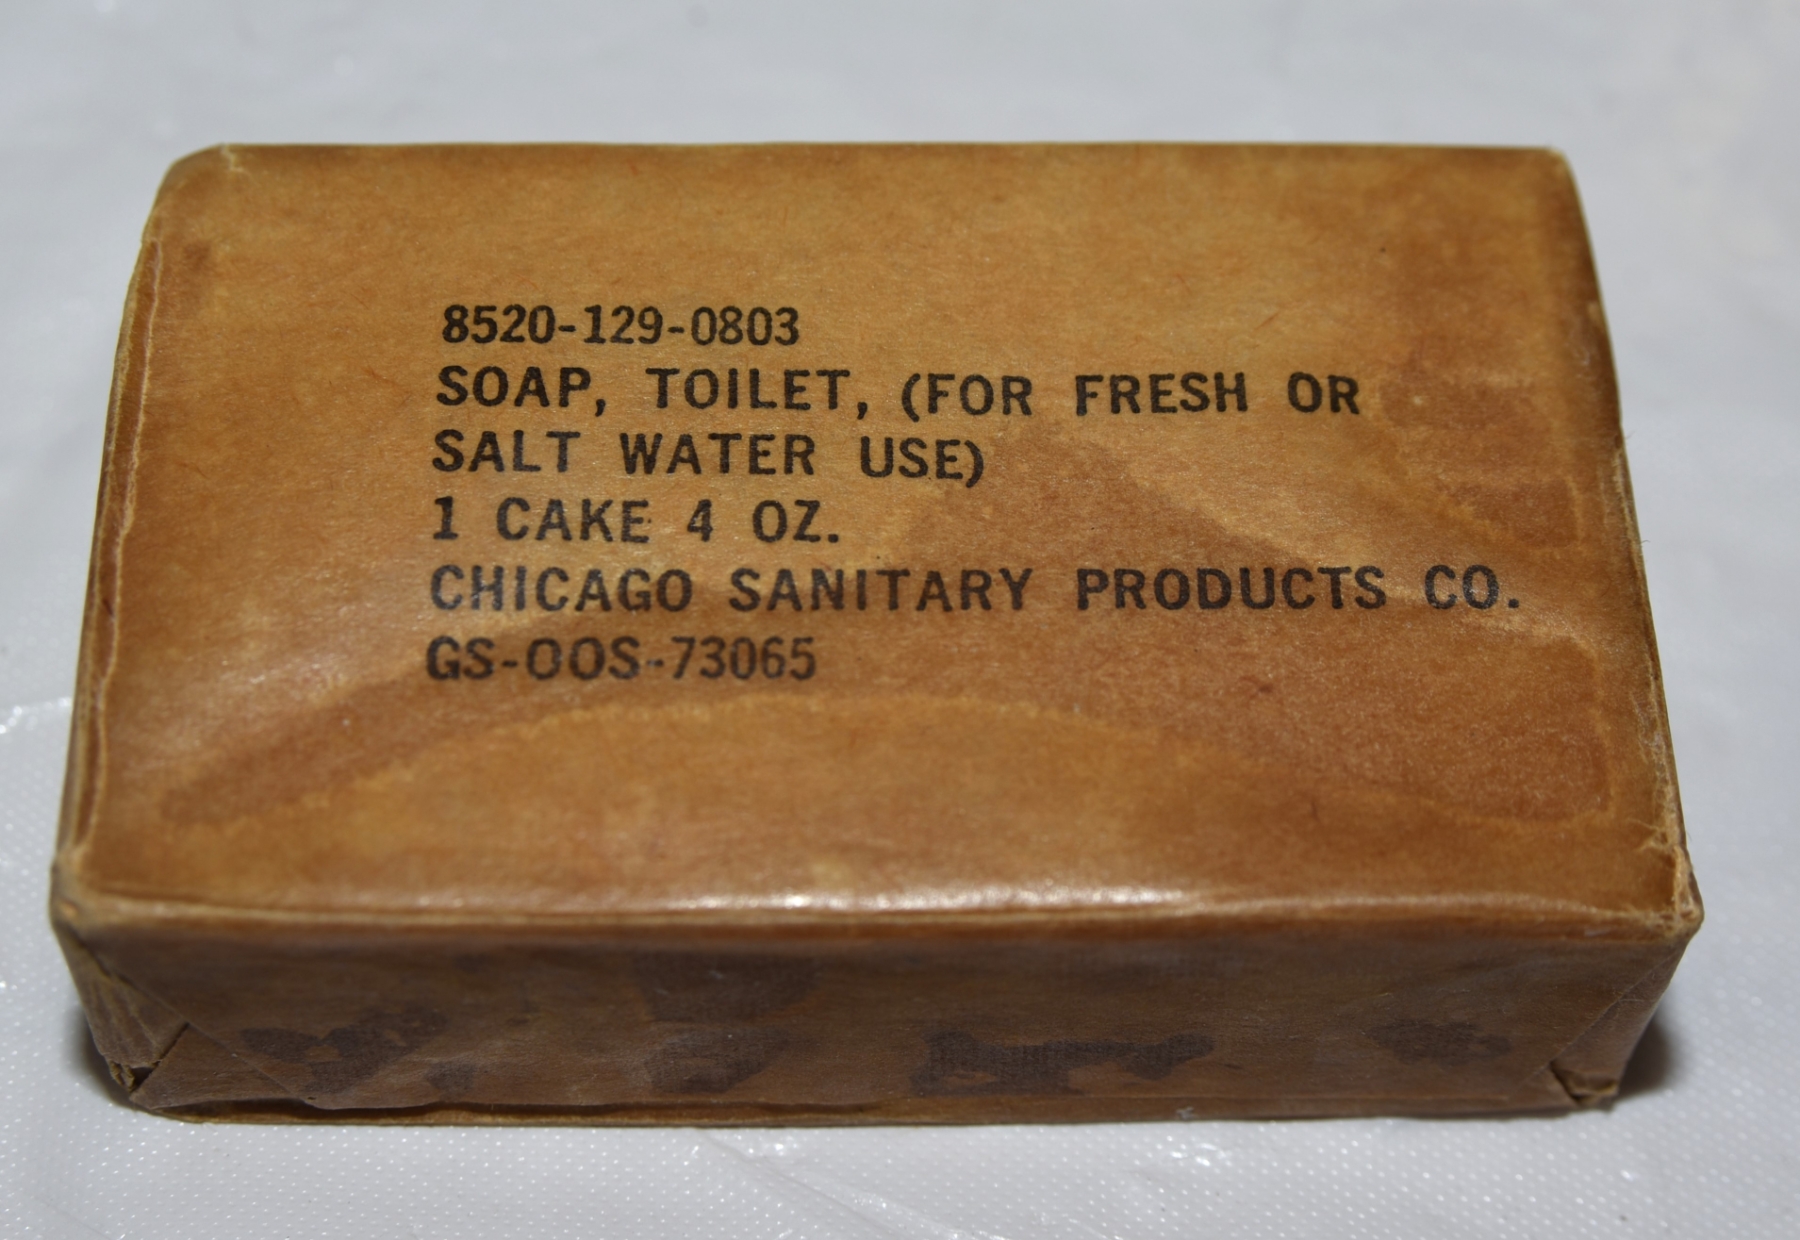 8520-129-0803
SOAP, TOILET, (FOR FRESH OR
SALT WATER USE)
1 CAKE 4 OZ.
CHICAGO SANITARY PRODUCTS CO.
GS-OOS-73065